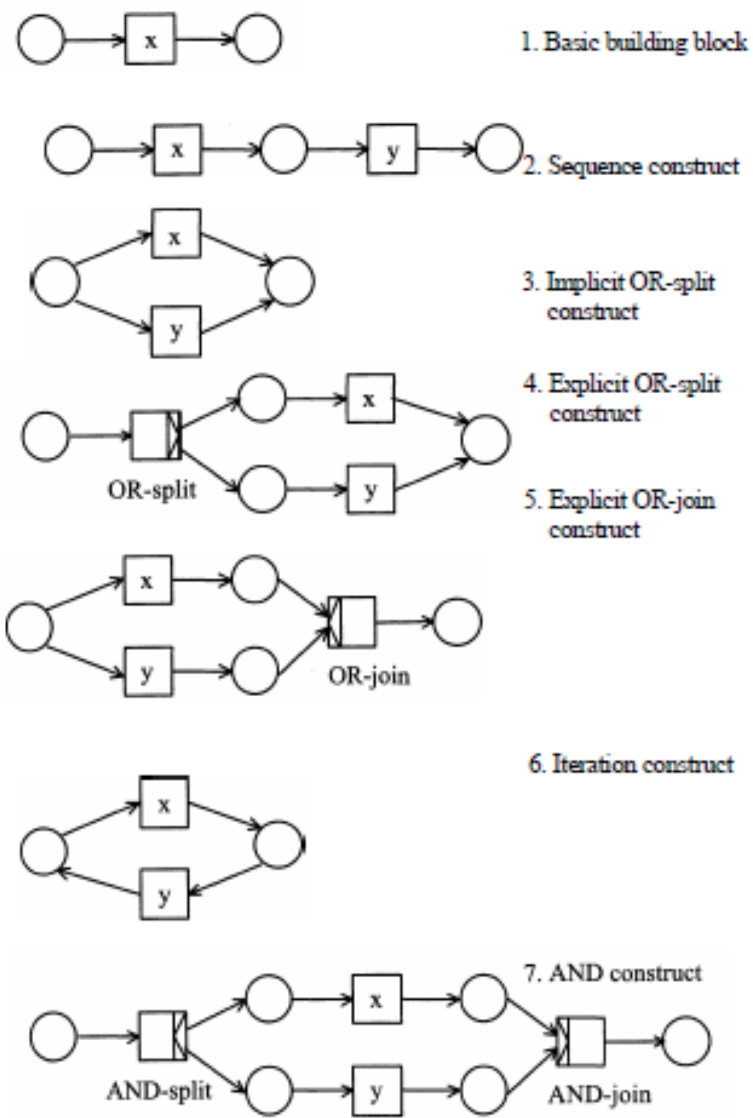 x
1. Basic building block
x
y
2. Sequence construct
x
y
3. Implicit OR-split
construct
OR-split
x
y
4. Explicit OR-split
construct
5. Explicit OR-join
construct
x
y
OR-join
6. Iteration construct
x
y
7. AND construct
x
y
AND-split
AND-join